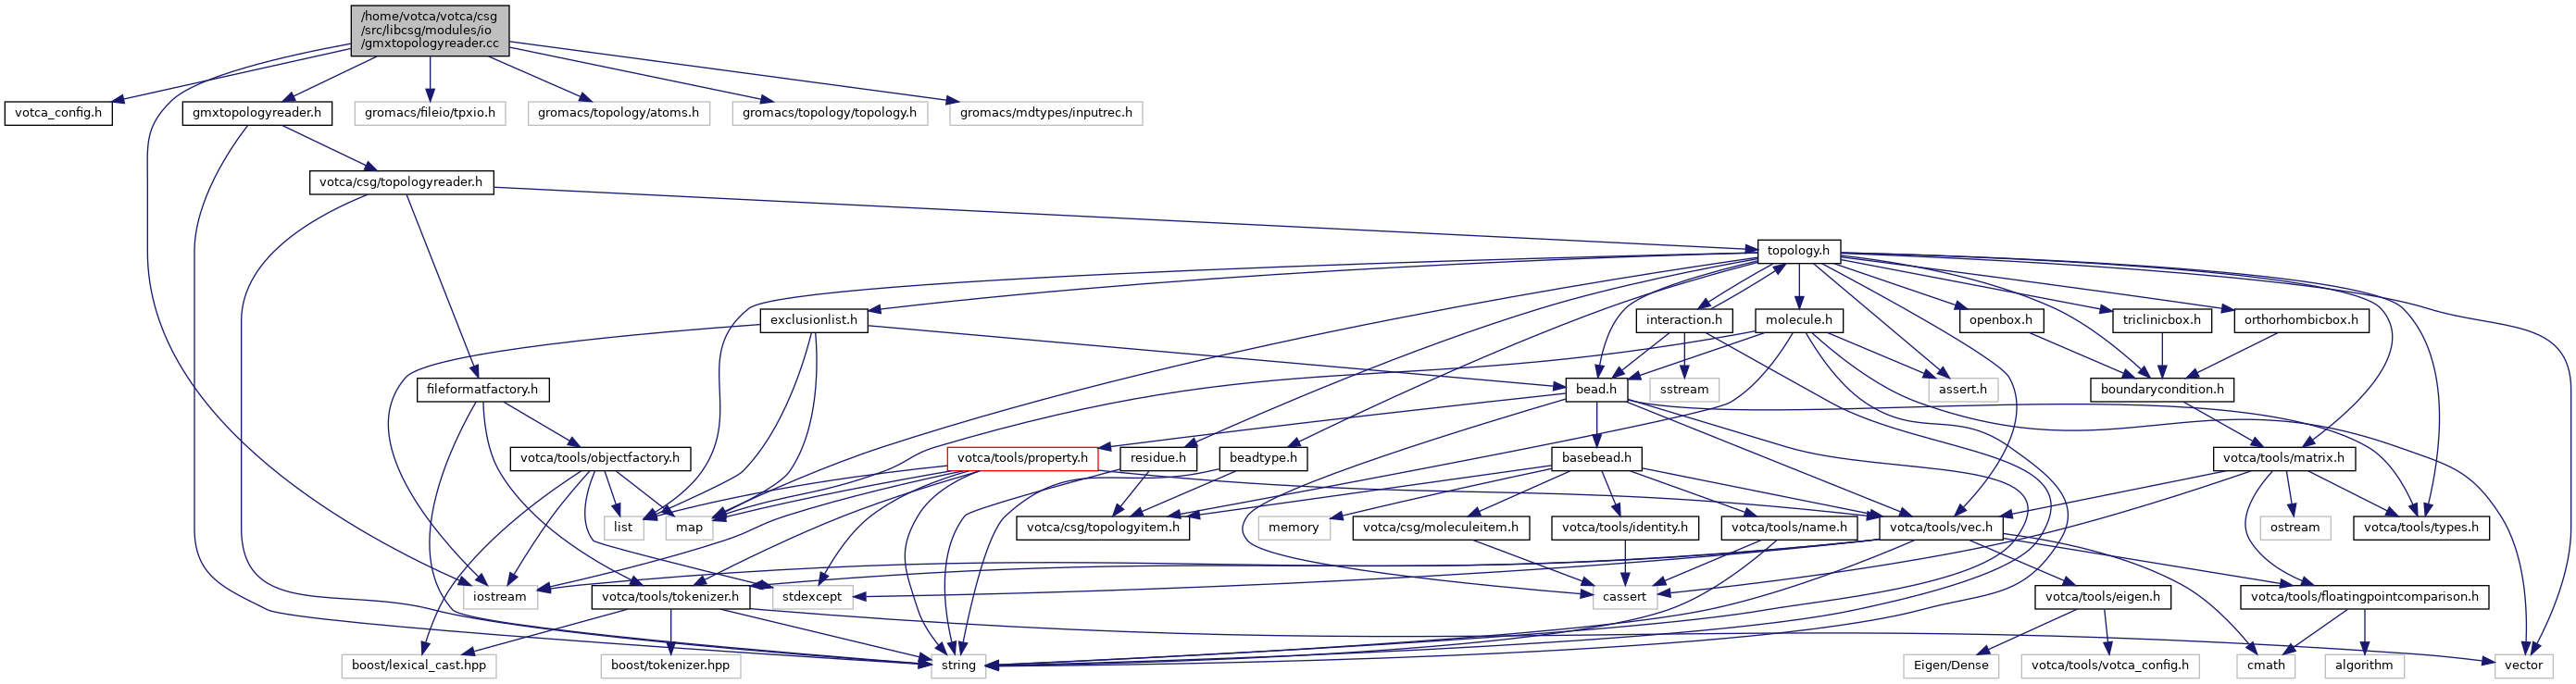 /home/votca/votca/csg
/src/libcsg/modules/io
/gmxtopologyreader.cc
votca_config.h
gmxtopologyreader.h
gromacs/fileio/tpxio.h
gromacs/topology/atoms.h
gromacs/topology/topology.h
gromacs/mdtypes/inputrec.h
votca/csg/topologyreader.h
topology.h
exclusionlist.h
interaction.h
molecule.h
openbox.h
triclinicbox.h
orthorhombicbox.h
fileformatfactory.h
bead.h
sstream
assert.h
boundarycondition.h
votca/tools/objectfactory.h
votca/tools/property.h
residue.h
beadtype.h
basebead.h
votca/tools/matrix.h
list
map
votca/csg/topologyitem.h
memory
votca/csg/moleculeitem.h
votca/tools/identity.h
votca/tools/name.h
votca/tools/vec.h
ostream
votca/tools/types.h
iostream
votca/tools/tokenizer.h
stdexcept
cassert
votca/tools/eigen.h
votca/tools/floatingpointcomparison.h
boost/lexical_cast.hpp
boost/tokenizer.hpp
string
Eigen/Dense
votca/tools/votca_config.h
cmath
algorithm
vector